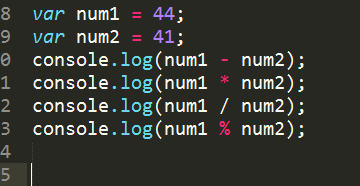 8 var num1 = 44;
9 var num2 = 41;
0 console.log(num1 - num2);
1 console.log(num1 * num2);
2 console.log(num1 / num2);
3 console.log(num1 % num2);
4
5